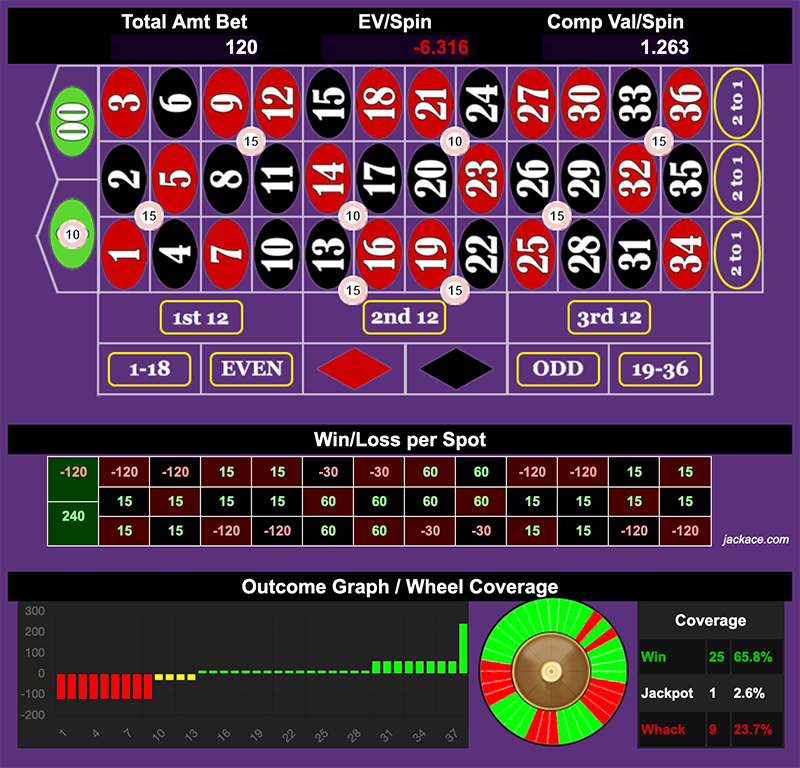 Total Amt Bet EV/Spin Comp Val/Spin
120 -6.316 1.263
00 3 6 9 12 15 18 21 24 27 30 33 36 2 to 1
15 10 15
2 5 8 11 14 17 20 23 26 29 32 35 2 to 1
15 10 15
10 1 4 7 10 13 16 19 22 25 28 31 34 2 to 1
15 15
1st 12 2nd 12 3rd 12
1-18 EVEN ODD 19-36
Win/Loss per Spot
-120 -120 -120 15 15 -30 -30 60 60 -120 -120 15 15
15 15 15 15 60 60 60 60 15 15 15 15
240 15 15 -120 -120 60 60 -30 -30 15 15 -120 -120
jackace.com
Outcome Graph / Wheel Coverage
300
200
100
0
-100
-200
1 4 7 10 13 16 19 22 25 28 31 34 37
Coverage
Win 25 65.8%
Jackpot 1 2.6%
Whack 9 23.7%